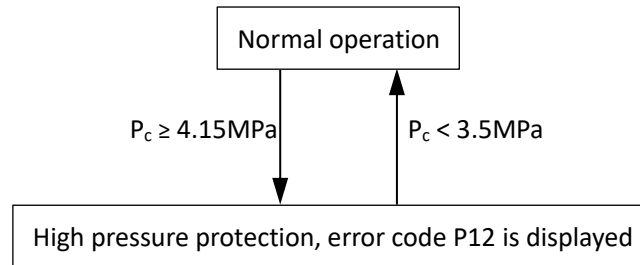 Normal operation
Pc ≥ 4.15MPa
Pc < 3.5MPa
High pressure protection, error code P12 is displayed